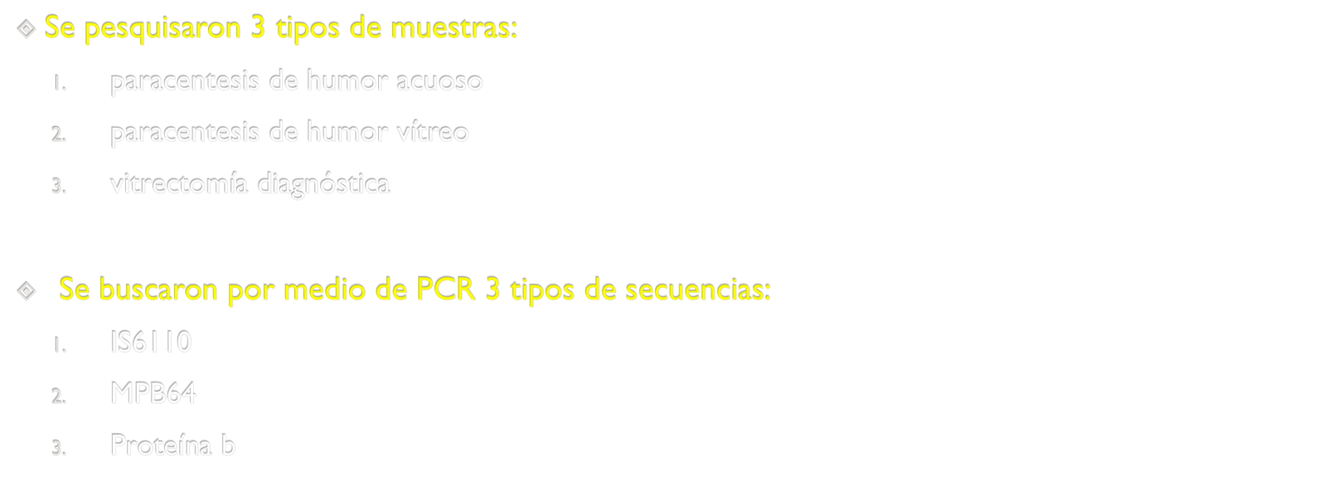 Se pesquisaron 3 tipos de muestras:
1. paracentesis de humor acuoso
2. paracentesis de humor vítreo
3. vitrectomía diagnóstica
Se buscaron por medio de PCR 3 tipos de secuencias:
1. IS6110
2. MPB64
3. Proteína b